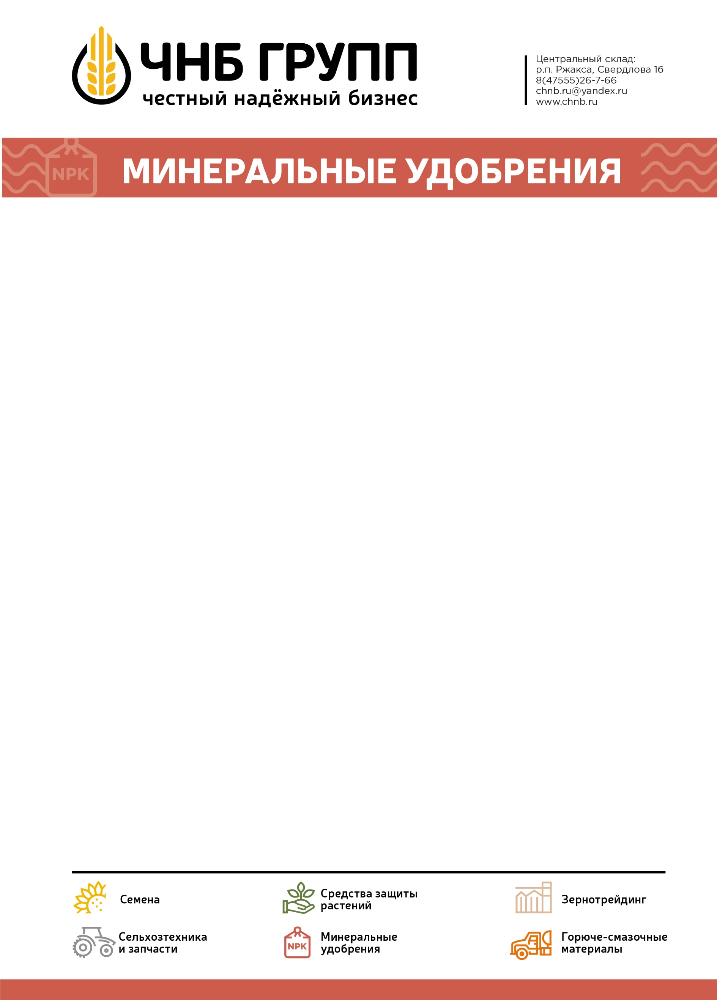 ЧНБ ГРУПП
честный надёжный бизнес
Центральный склад:
р.п. Ржакса, Свердлова 1б
8(47555)26-7-66
chnb.ru@yandex.ru
www.chnb.ru
NPK
МИНЕРАЛЬНЫЕ УДОБРЕНИЯ
Семена
Средства защиты
растений
Зернотрейдинг
Сельхозтехника
и запчасти
NPK
Минеральные
удобрения
Горюче-смазочные
материалы